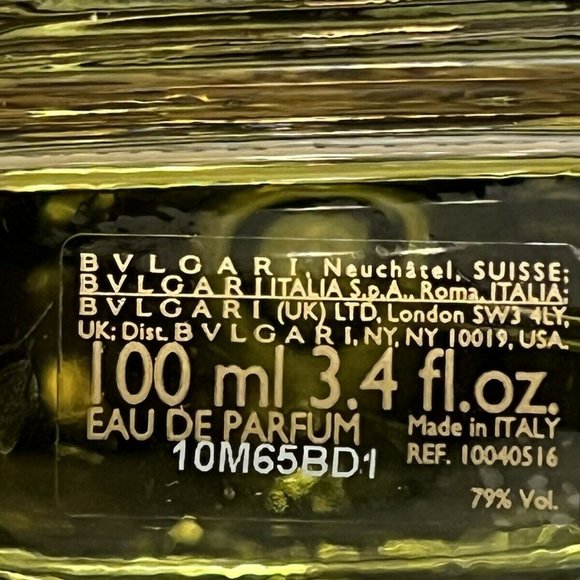 BVLGARI, Neuchâtel, SUISSE;
BVLGARI ITALIA S.p.A., Roma, ITALIA;
BVLGARI (UK) LTD, London SW3 4LY,
UK; Dist. BVLGARI, NY, NY 10019, USA.
100 ml 3.4 fl.oz.
EAU DE PARFUM
Made in ITALY
10M65BD1
REF. 10040516
79% Vol.